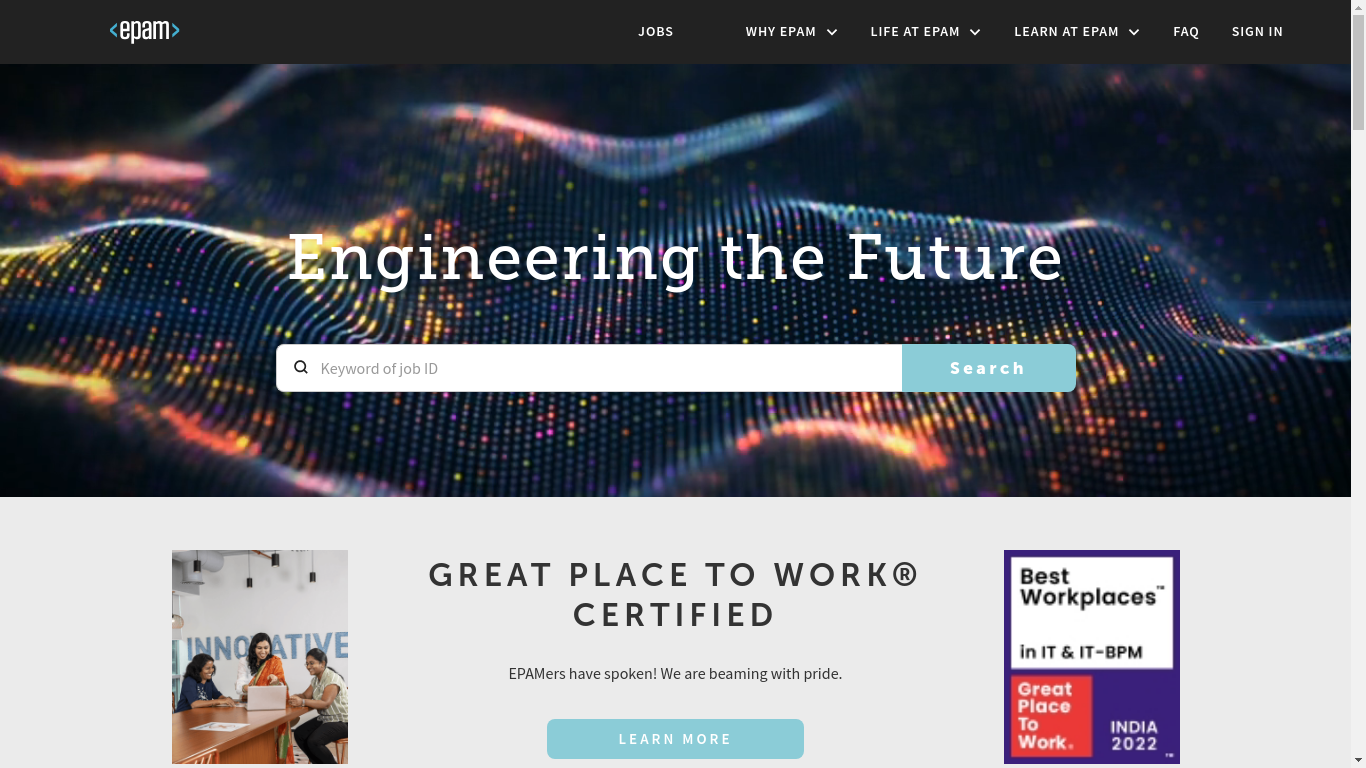 <epam>
JOBS
WHY EPAM
LIFE AT EPAM
LEARN AT EPAM
FAQ
SIGN IN
Engineering the Future
Keyword of job ID
Search
INNOVATIVE
GREAT PLACE TO WORK®
CERTIFIED
EPAMers have spoken! We are beaming with pride.
LEARN MORE
Best
Workplaces™
in IT & IT-BPM
Great
Place
To
Work®
INDIA
2022
™